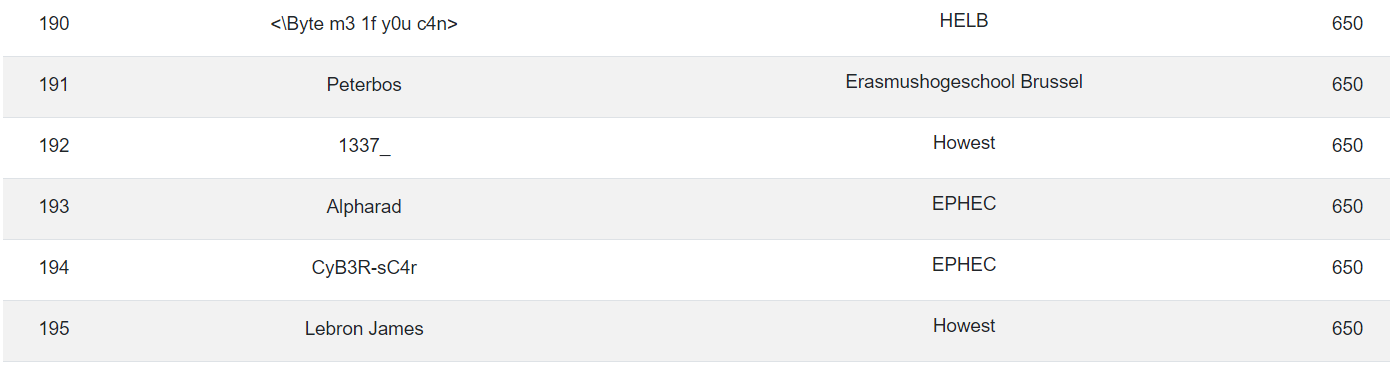 190 <\Byte m3 1f y0u c4n> HELB 650
191 Peterbos Erasmushogeschool Brussel 650
192 1337_ Howest 650
193 Alpharad EPHEC 650
194 CyB3R-sC4r EPHEC 650
195 Lebron James Howest 650